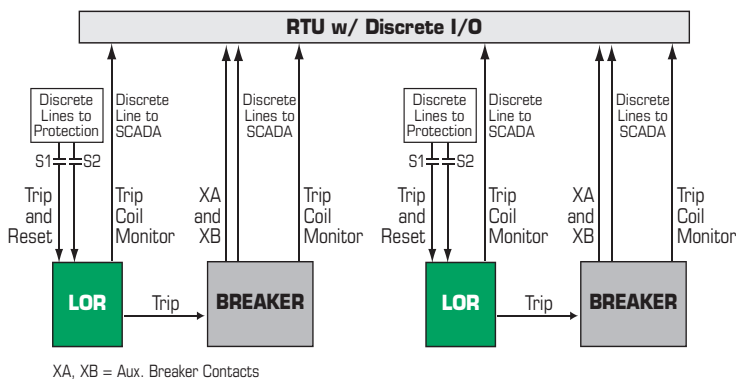 RTU w/ Discrete I/O
Discrete
Lines to
Protection
Discrete
Line to
SCADA
Discrete
Lines to
SCADA
S1
S2
Trip
and
Reset
Trip
Coil
Monitor
XA
and
XB
Trip
Coil
Monitor
LOR
Trip
BREAKER
Discrete
Lines to
Protection
Discrete
Line to
SCADA
Discrete
Lines to
SCADA
S1
S2
Trip
and
Reset
Trip
Coil
Monitor
XA
and
XB
Trip
Coil
Monitor
LOR
Trip
BREAKER
XA, XB = Aux. Breaker Contacts